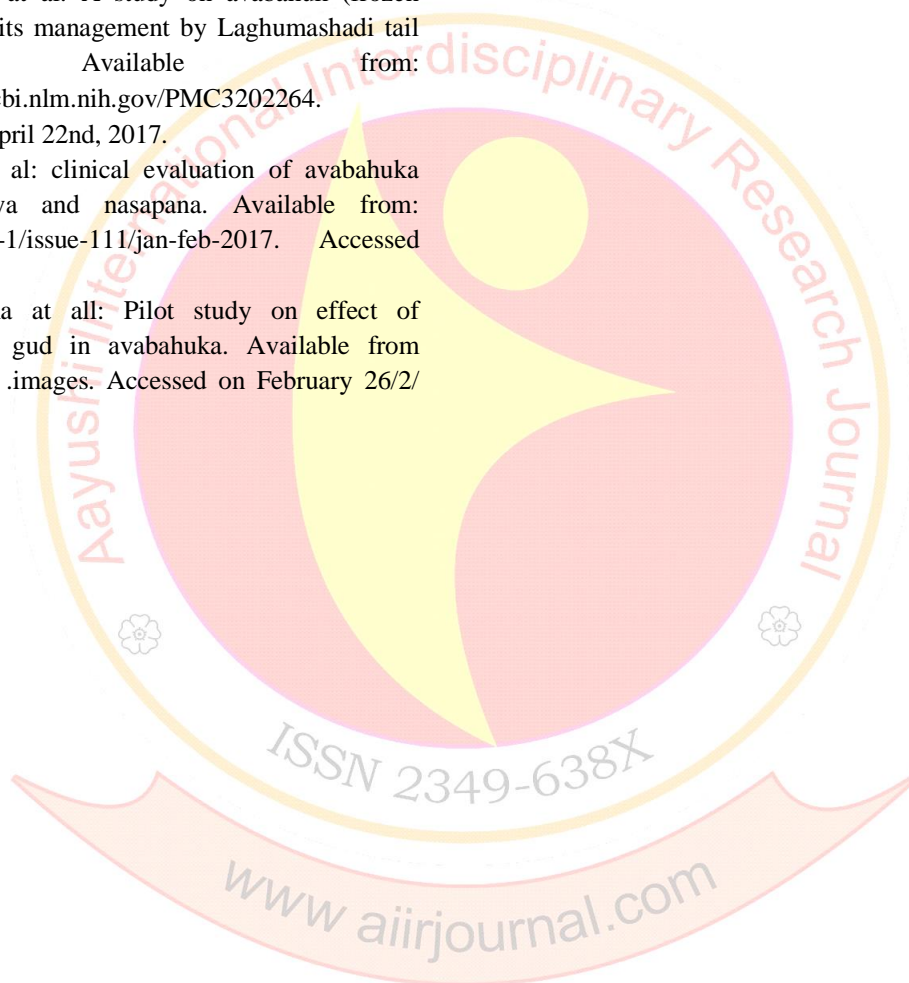 at al: A study on avabahuk (frozen
its management by Laghumashadi tail
Available from:
cbi.nlm.nih.gov/PMC3202264.
pril 22nd, 2017.
al: clinical evaluation of avabahuka
and nasapana. Available from:
-1/issue-111/jan-feb-2017. Accessed
at all: Pilot study on effect of
gud in avabahuka. Available from
.images. Accessed on February 26/2/
Aayushi International Interdisciplinary Research Journal
ISSN 2349-638X
www aiirjournal.com